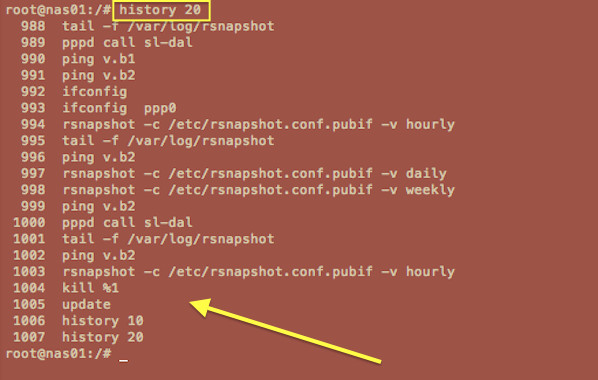 root@nas01:/# history 20
988 tail -f /var/log/rsnapshot
989 pppd call sl-dal
990 ping v.b1
991 ping v.b2
992 ifconfig
993 ifconfig  ppp0
994 rsnapshot -c /etc/rsnapshot.conf.pubif -v hourly
995 tail -f /var/log/rsnapshot
996 ping v.b2
997 rsnapshot -c /etc/rsnapshot.conf.pubif -v daily
998 rsnapshot -c /etc/rsnapshot.conf.pubif -v weekly
999 ping v.b2
1000 pppd call sl-dal
1001 tail -f /var/log/rsnapshot
1002 ping v.b2
1003 rsnapshot -c /etc/rsnapshot.conf.pubif -v hourly
1004 kill %1
1005 update
1006 history 10
1007 history 20
root@nas01:/# _